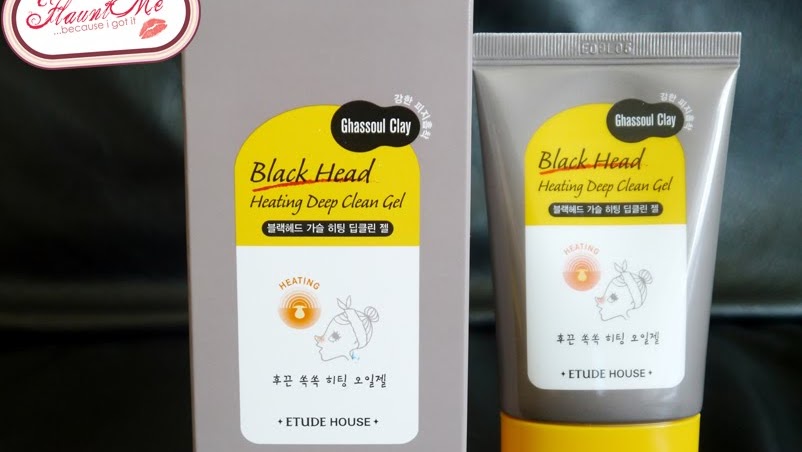 FlauntMe
...because i got it
강한 피지흡착
Ghassoul Clay
Black Head
Heating Deep Clean Gel
블랙헤드 가슬 히팅 딥클린 젤
HEATING
후끈 쏙쏙 히팅 오일젤
ETUDE HOUSE
강한 피지흡착
Ghassoul Clay
Black Head
Heating Deep Clean Gel
블랙헤드 가슬 히팅 딥클린 젤
HEATING
후끈 쏙쏙 히팅 오일젤
ETUDE HOUSE